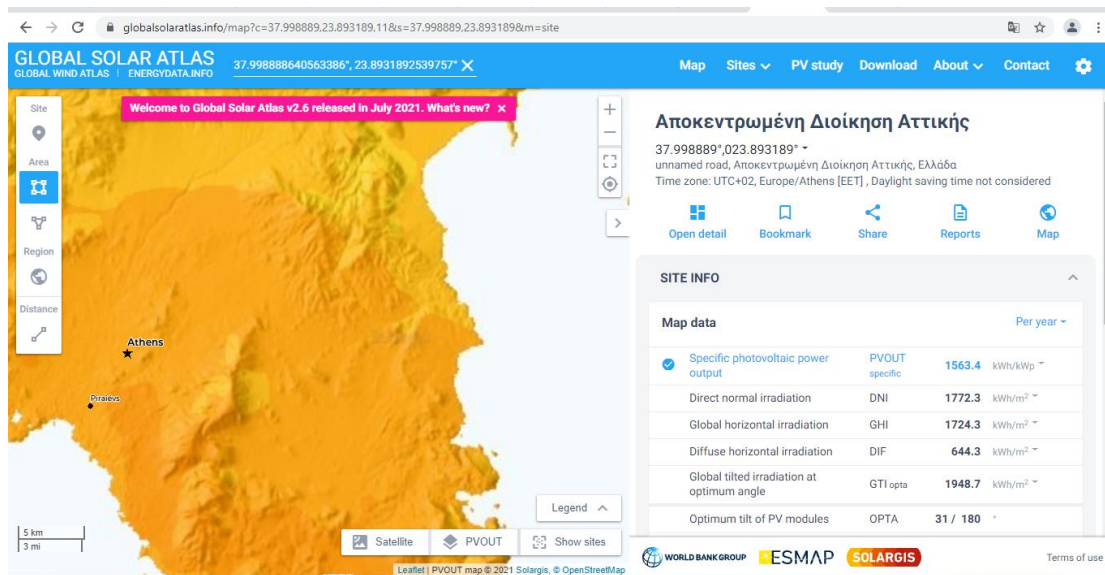 globalsolaratlas.info/map?c=37.998889,23.893189,11&s=37.998889,23.893189&m=site
GLOBAL SOLAR ATLAS
GLOBAL WIND ATLAS | ENERGYDATA.INFO
37.998888640563386°, 23.8931892539757° ×
Map Sites PV study Download About Contact
Welcome to Global Solar Atlas v2.6 released in July 2021. What's new? ×
Site
Area
Region
Distance
+
−
Athens
Piraiévs
5 km
3 mi
Legend
Satellite PVOUT Show sites
Leaflet | PVOUT map © 2021 Solargis, © OpenStreetMap
Αποκεντρωμένη Διοίκηση Αττικής
37.998889°,023.893189°
unnamed road, Αποκεντρωμένη Διοίκηση Αττικής, Ελλάδα
Time zone: UTC+02, Europe/Athens [EET] , Daylight saving time not considered
Open detail Bookmark Share Reports Map
SITE INFO
Map data Per year
Specific photovoltaic power output PVOUT specific 1563.4 kWh/kWp
Direct normal irradiation DNI 1772.3 kWh/m²
Global horizontal irradiation GHI 1724.3 kWh/m²
Diffuse horizontal irradiation DIF 644.3 kWh/m²
Global tilted irradiation at optimum angle GTI opta 1948.7 kWh/m²
Optimum tilt of PV modules OPTA 31 / 180 °
WORLD BANK GROUP ESMAP SOLARGIS Terms of use